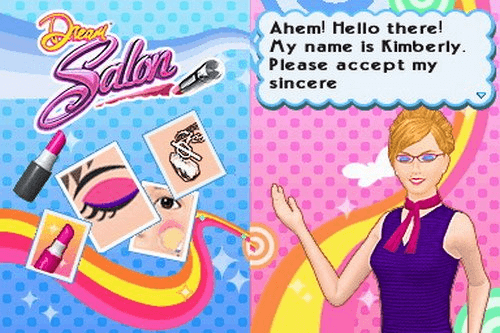 Dream
Salon
Ahem! Hello there!
My name is Kimberly.
Please accept my
sincere